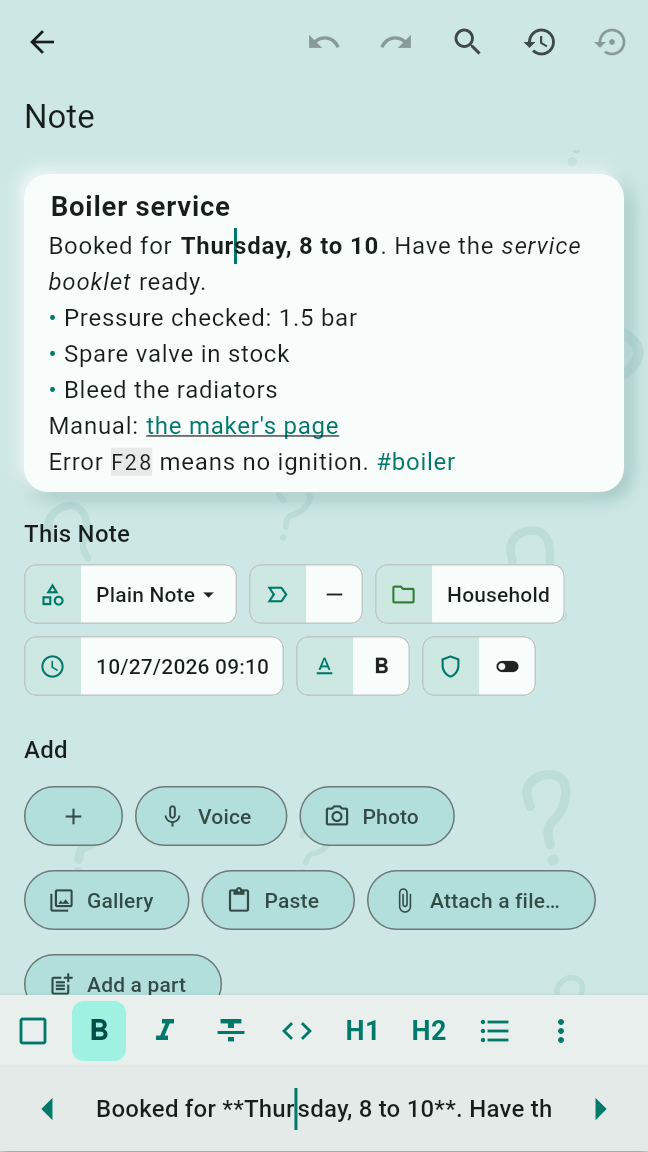 Note
Boiler service
Booked for Thursday, 8 to 10. Have the service
booklet ready.
• Pressure checked: 1.5 bar
• Spare valve in stock
• Bleed the radiators
Manual: the maker's page
Error F28 means no ignition. #boiler
This Note
Plain Note
—
Household
10/27/2026 09:10
A B
Add
+
Voice
Photo
Gallery
Paste
Attach a file…
Add a part
B I <> H1 H2
Booked for **Thursday, 8 to 10**. Have th